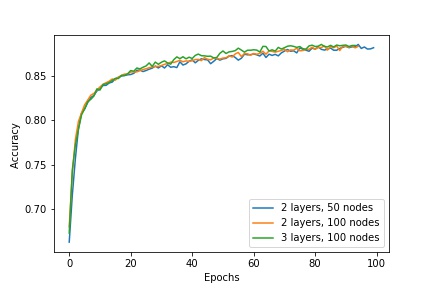 Accuracy
0.85
0.80
0.75
0.70
2 layers, 50 nodes
2 layers, 100 nodes
3 layers, 100 nodes
0 20 40 60 80 100
Epochs